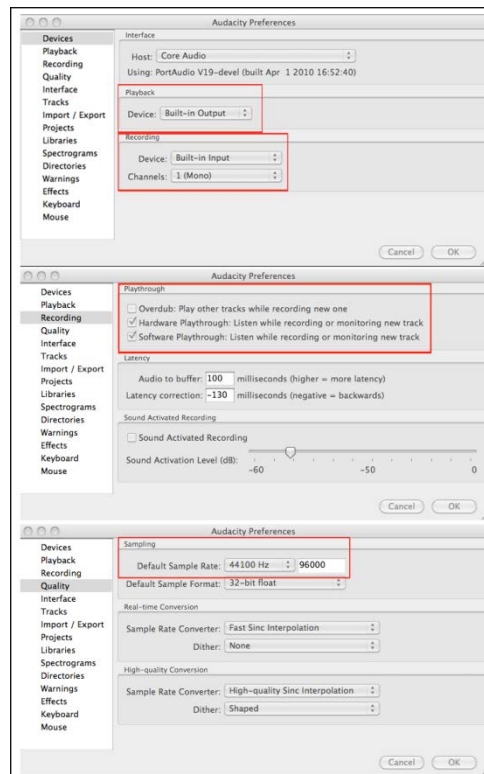 Audacity Preferences
Devices
Playback
Recording
Quality
Interface
Tracks
Import / Export
Projects
Libraries
Spectrograms
Directories
Warnings
Effects
Keyboard
Mouse
Interface
Host: Core Audio
Using: PortAudio V19-devel (built Apr 1 2010 16:52:40)
Playback
Device: Built-in Output
Recording
Device: Built-in Input
Channels: 1 (Mono)
Cancel OK
Audacity Preferences
Devices
Playback
Recording
Quality
Interface
Tracks
Import / Export
Projects
Libraries
Spectrograms
Directories
Warnings
Effects
Keyboard
Mouse
Playthrough
Overdub: Play other tracks while recording new one
Hardware Playthrough: Listen while recording or monitoring new track
Software Playthrough: Listen while recording or monitoring new track
Latency
Audio to buffer: 100 milliseconds (higher = more latency)
Latency correction: -130 milliseconds (negative = backwards)
Sound Activated Recording
Sound Activated Recording
Sound Activation Level (dB):
-60 -50 0
Cancel OK
Audacity Preferences
Devices
Playback
Recording
Quality
Interface
Tracks
Import / Export
Projects
Libraries
Spectrograms
Directories
Warnings
Effects
Keyboard
Mouse
Sampling
Default Sample Rate: 44100 Hz 96000
Default Sample Format: 32-bit float
Real-time Conversion
Sample Rate Converter: Fast Sinc Interpolation
Dither: None
High-quality Conversion
Sample Rate Converter: High-quality Sinc Interpolation
Dither: Shaped
Cancel OK